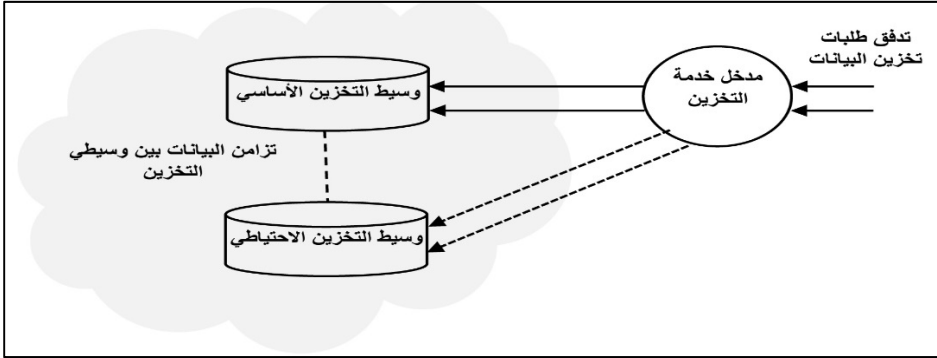 تدفق طلبات
تخزين البيانات
مدخل خدمة
التخزين
وسيط التخزين الأساسي
تزامن البيانات بين وسيطي
التخزين
وسيط التخزين الاحتياطي